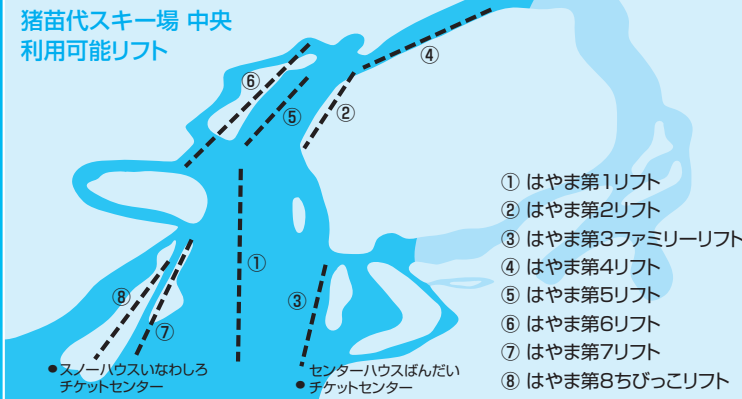 猪苗代スキー場 中央
利用可能リフト
④
⑥
⑤
②
①
③
⑧
⑦
① はやま第1リフト
② はやま第2リフト
③ はやま第3ファミリーリフト
④ はやま第4リフト
⑤ はやま第5リフト
⑥ はやま第6リフト
⑦ はやま第7リフト
⑧ はやま第8ちびっこリフト
スノーハウスいなわしろ
チケットセンター
センターハウスばんだい
チケットセンター